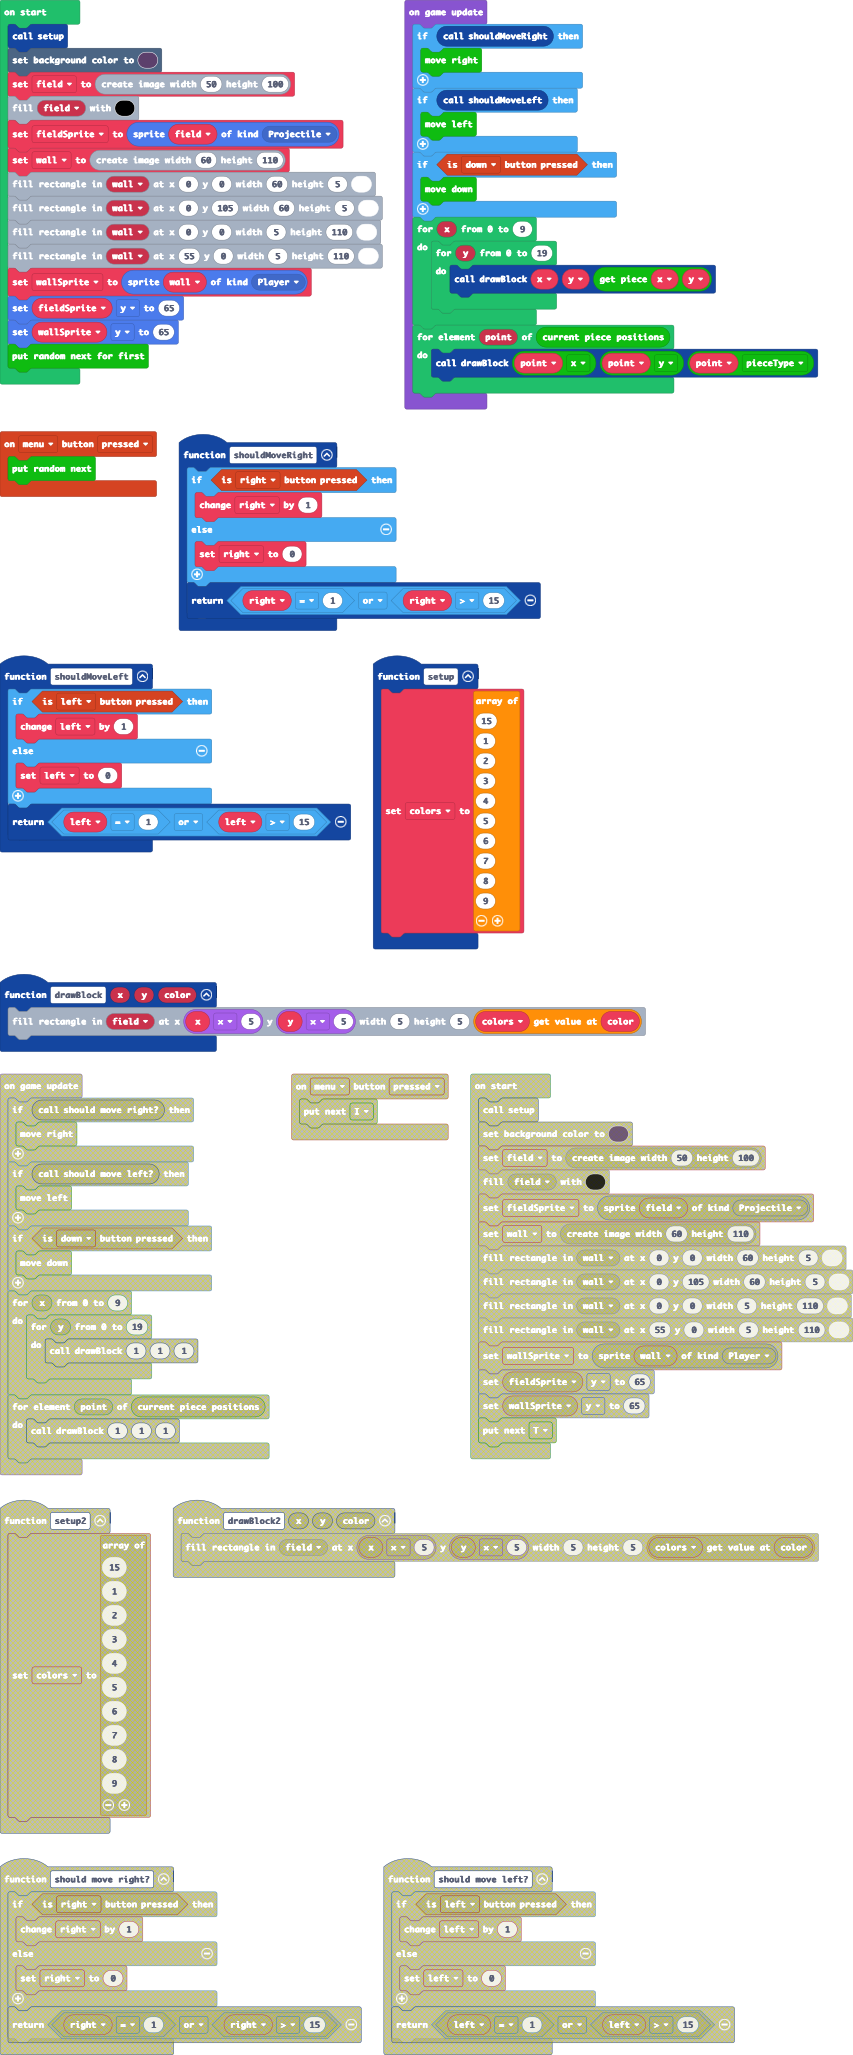 on start
call setup
set background color to
set field to create image width 50 height 100
fill field with
set fieldSprite to sprite field of kind Projectile
set wall to create image width 60 height 110
fill rectangle in wall at x 0 y 0 width 60 height 5
fill rectangle in wall at x 0 y 105 width 60 height 5
fill rectangle in wall at x 0 y 0 width 5 height 110
fill rectangle in wall at x 55 y 0 width 5 height 110
set wallSprite to sprite wall of kind Player
set fieldSprite y to 65
set wallSprite y to 65
put random next for first
on game update
if call shouldMoveRight then
move right
if call shouldMoveLeft then
move left
if is down button pressed then
move down
for x from 0 to 9
do for y from 0 to 19
do call drawBlock x y get piece x y
for element point of current piece positions
do call drawBlock point x point y point pieceType
on menu button pressed
put random next
function shouldMoveRight
if is right button pressed then
change right by 1
else
set right to 0
return right = 1 or right > 15
function shouldMoveLeft
if is left button pressed then
change left by 1
else
set left to 0
return left = 1 or left > 15
function setup
array of
15
1
2
3
4
set colors to
5
6
7
8
9
function drawBlock x y color
fill rectangle in field at x x × 5 y y × 5 width 5 height 5 colors get value at color
on game update
if call should move right? then
move right
if call should move left? then
move left
if is down button pressed then
move down
for x from 0 to 9
do for y from 0 to 19
do call drawBlock 1 1 1
for element point of current piece positions
do call drawBlock 1 1 1
on menu button pressed
put next I
on start
call setup
set background color to
set field to create image width 50 height 100
fill field with
set fieldSprite to sprite field of kind Projectile
set wall to create image width 60 height 110
fill rectangle in wall at x 0 y 0 width 60 height 5
fill rectangle in wall at x 0 y 105 width 60 height 5
fill rectangle in wall at x 0 y 0 width 5 height 110
fill rectangle in wall at x 55 y 0 width 5 height 110
set wallSprite to sprite wall of kind Player
set fieldSprite y to 65
set wallSprite y to 65
put next T
function setup2
array of
15
1
2
3
4
set colors to
5
6
7
8
9
function drawBlock2 x y color
fill rectangle in field at x x × 5 y y × 5 width 5 height 5 colors get value at color
function should move right?
if is right button pressed then
change right by 1
else
set right to 0
return right = 1 or right > 15
function should move left?
if is left button pressed then
change left by 1
else
set left to 0
return left = 1 or left > 15